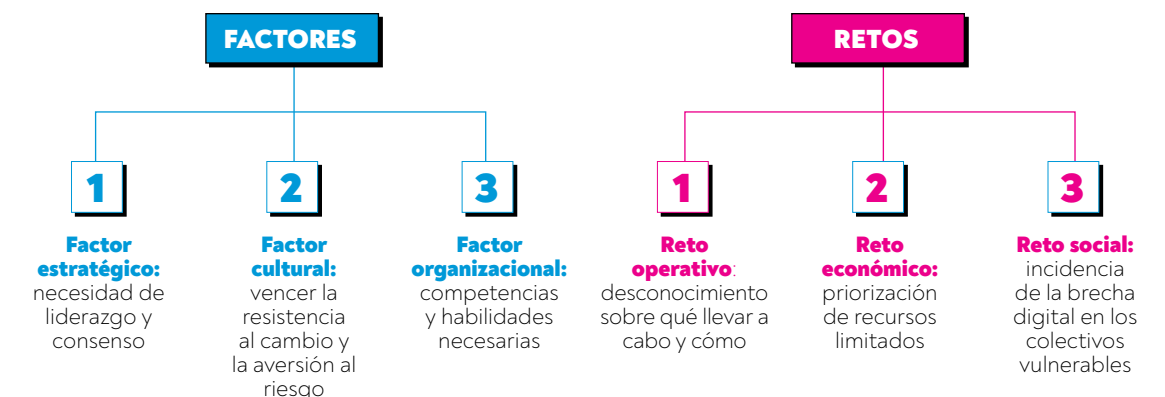 FACTORES
1
Factor
estratégico:
necesidad de
liderazgo y
consenso
2
Factor
cultural:
vencer la
resistencia
al cambio y
la aversión al
riesgo
3
Factor
organizacional:
competencias
y habilidades
necesarias
RETOS
1
Reto
operativo:
desconocimiento
sobre qué llevar a
cabo y cómo
2
Reto
económico:
priorización
de recursos
limitados
3
Reto social:
incidencia
de la brecha
digital en los
colectivos
vulnerables